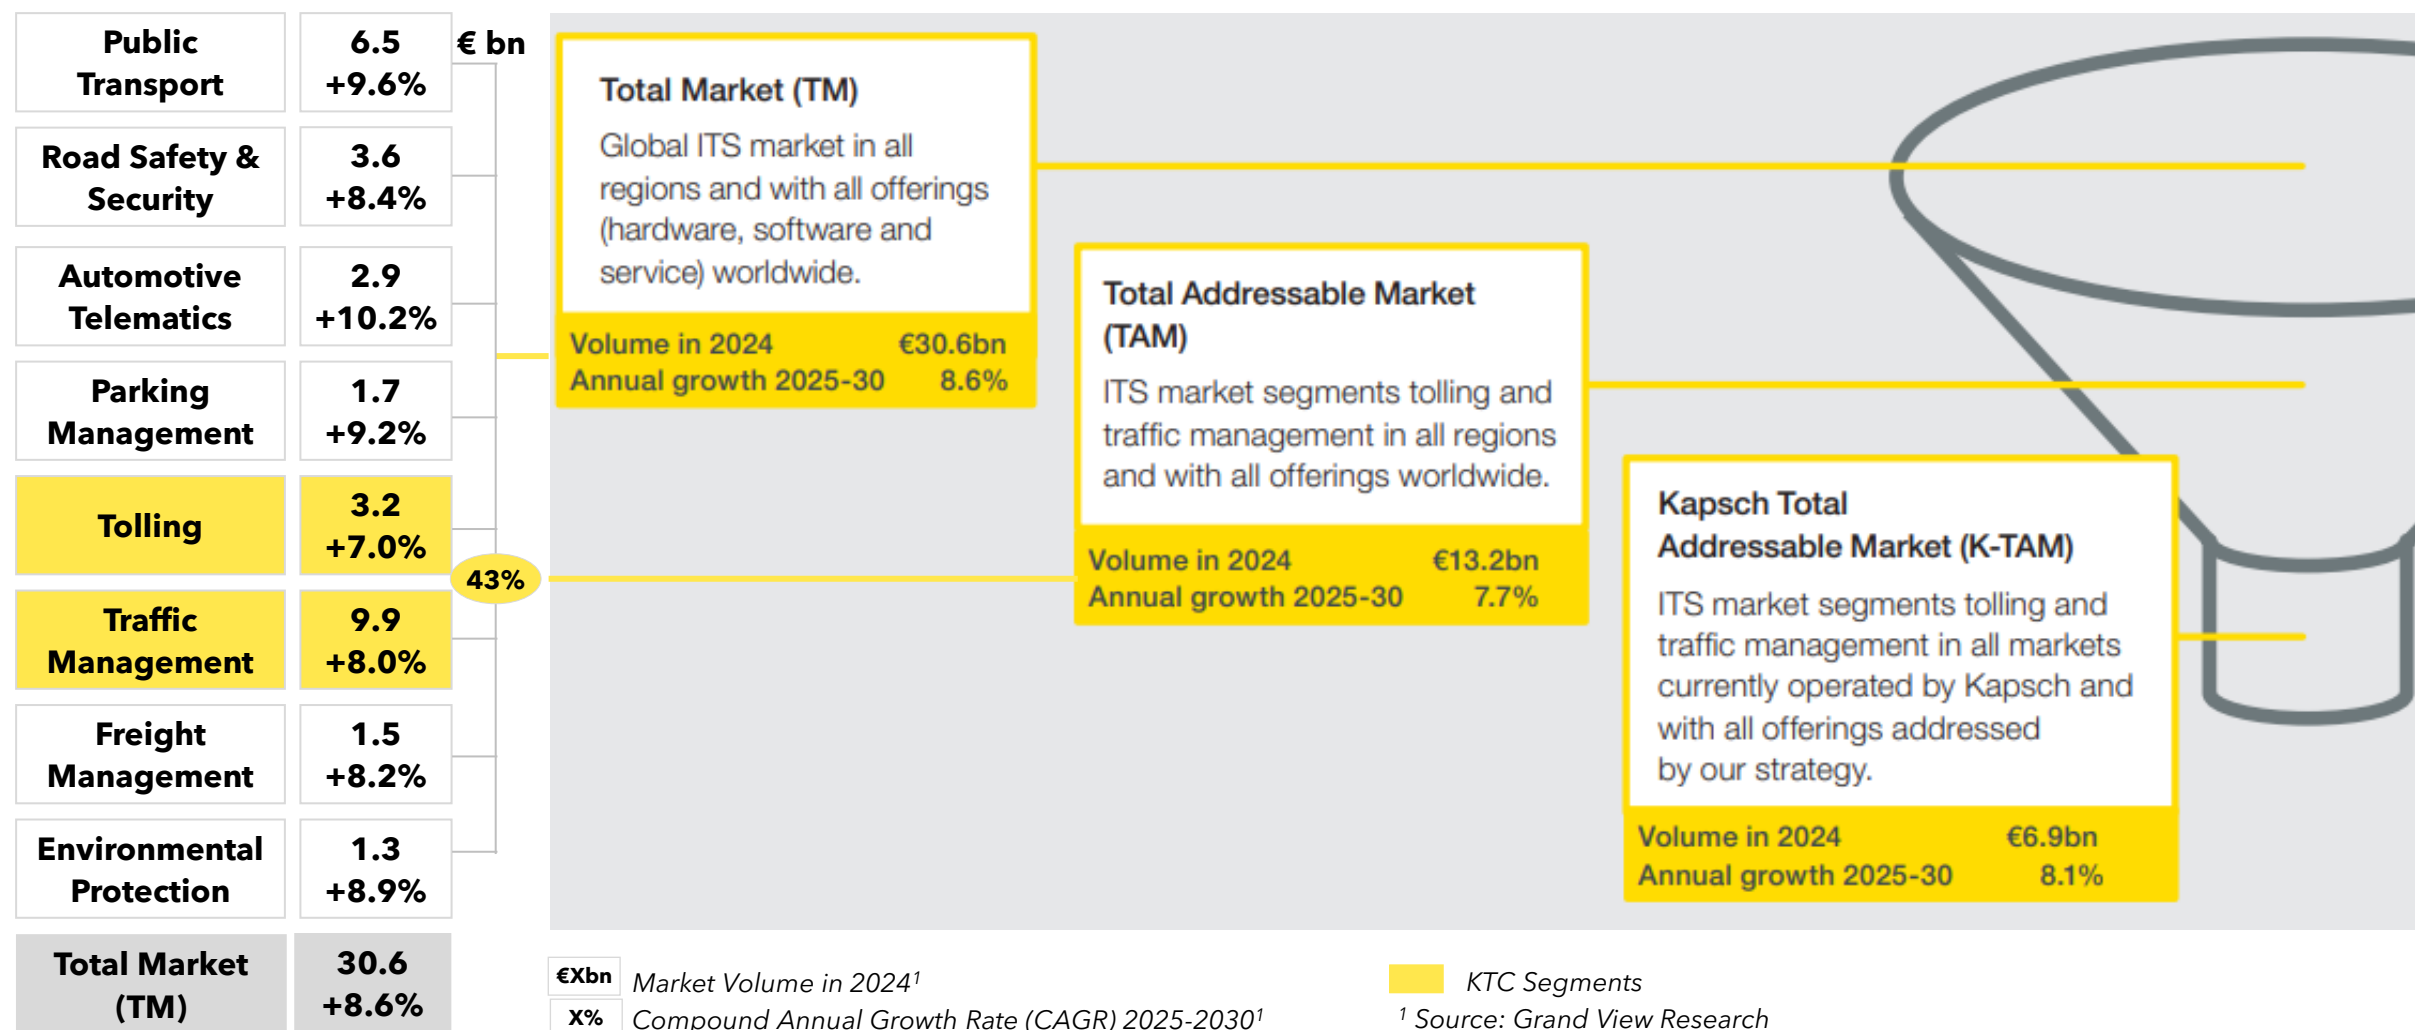 Public
Transport
6.5
+9.6%
€ bn
Road Safety &
Security
3.6
+8.4%
Automotive
Telematics
2.9
+10.2%
Parking
Management
1.7
+9.2%
Tolling
3.2
+7.0%
43%
Traffic
Management
9.9
+8.0%
Freight
Management
1.5
+8.2%
Environmental
Protection
1.3
+8.9%
Total Market
(TM)
30.6
+8.6%
Total Market (TM)
Global ITS market in all
regions and with all offerings
(hardware, software and
service) worldwide.
Volume in 2024 €30.6bn
Annual growth 2025-30 8.6%
Total Addressable Market
(TAM)
ITS market segments tolling and
traffic management in all regions
and with all offerings worldwide.
Volume in 2024 €13.2bn
Annual growth 2025-30 7.7%
Kapsch Total
Addressable Market (K-TAM)
ITS market segments tolling and
traffic management in all markets
currently operated by Kapsch and
with all offerings addressed
by our strategy.
Volume in 2024 €6.9bn
Annual growth 2025-30 8.1%
€Xbn Market Volume in 2024¹
X% Compound Annual Growth Rate (CAGR) 2025-2030¹
KTC Segments
¹ Source: Grand View Research